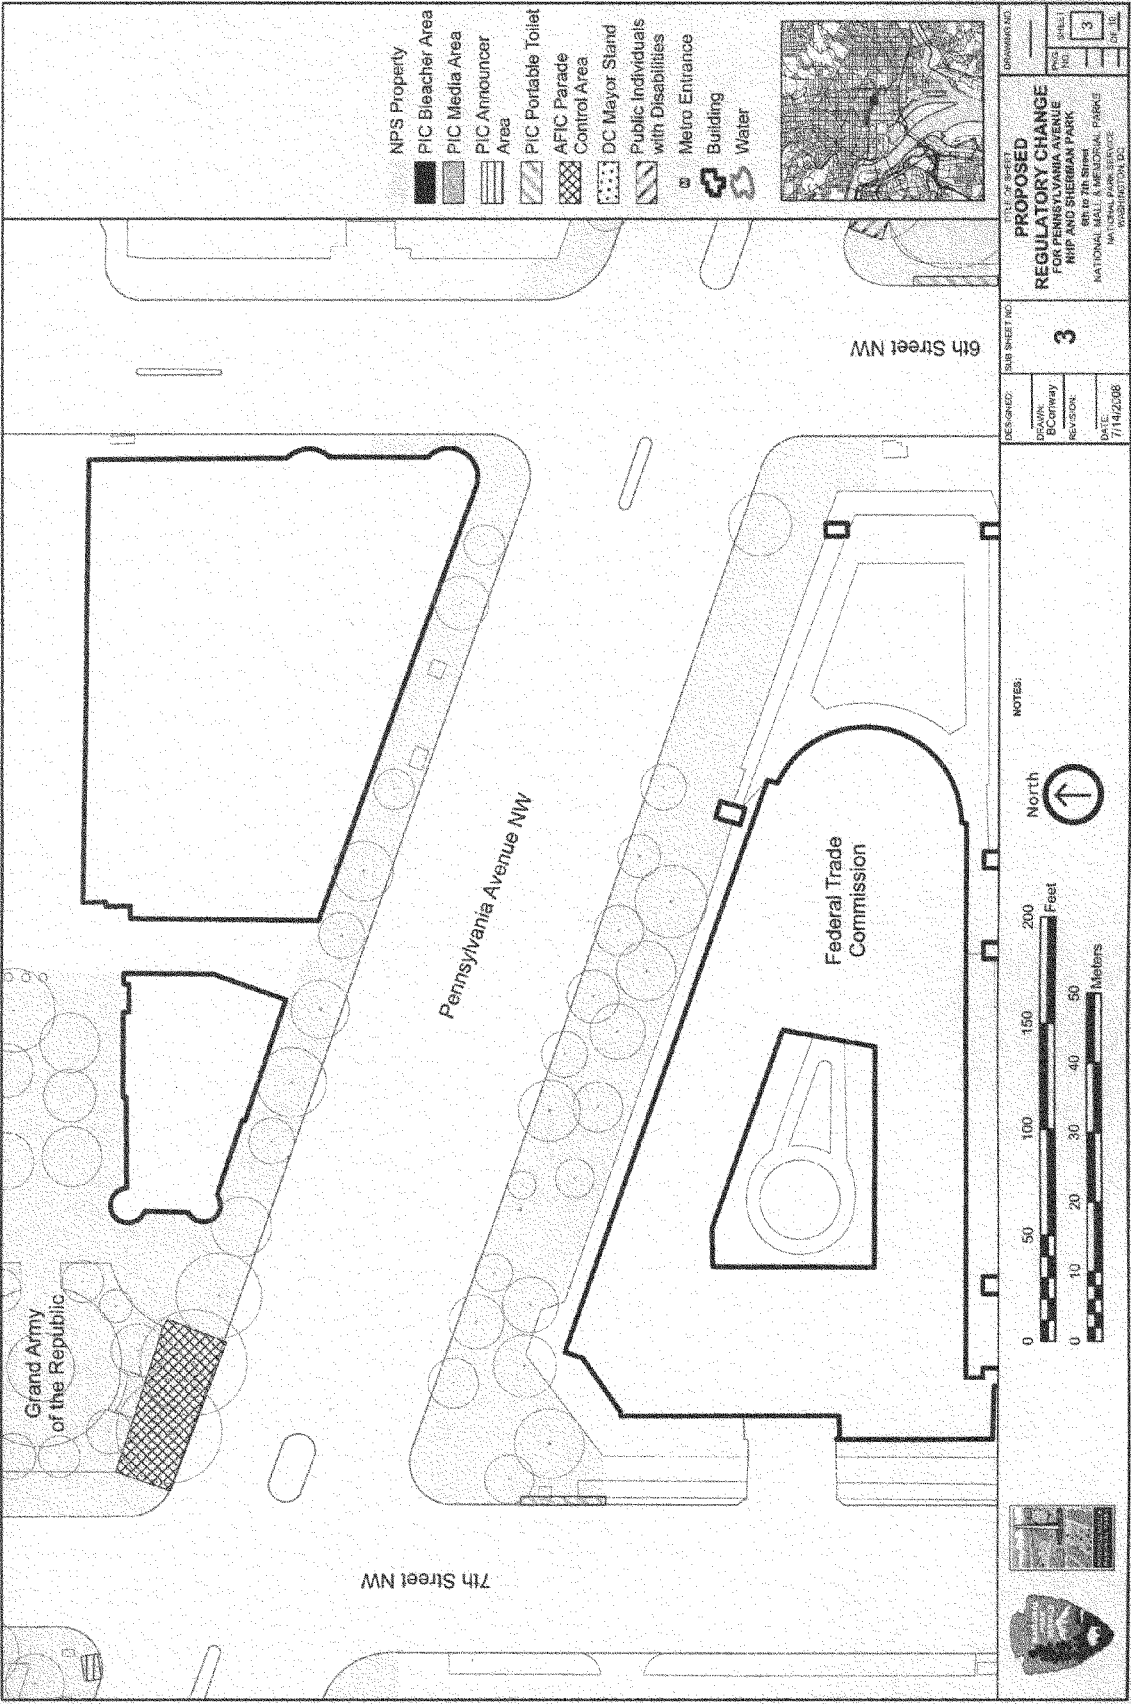 Grand Army
of the Republic
Pennsylvania Avenue NW
7th Street NW
6th Street NW
Federal Trade
Commission
NPS Property
PIC Bleacher Area
PIC Media Area
PIC Announcer
Area
PIC Portable Toilet
AFIC Parade
Control Area
DC Mayor Stand
Public Individuals
with Disabilities
Metro Entrance
Building
Water
0 50 100 150 200
Feet
0 10 20 30 40 50
Meters
North
NOTES:
DESIGNED:
DRAWN:
BConway
REVISION:
DATE:
7/14/2008
SUB SHEET NO.
3
TITLE OF SHEET
PROPOSED
REGULATORY CHANGE
FOR PENNSYLVANIA AVENUE
NHP AND SHERMAN PARK
6th to 7th Street
NATIONAL MALL & MEMORIAL PARKS
NATIONAL PARK SERVICE
WASHINGTON, DC
DRAWING NO.
PKG.
NO.
SHEET
3
OF 10